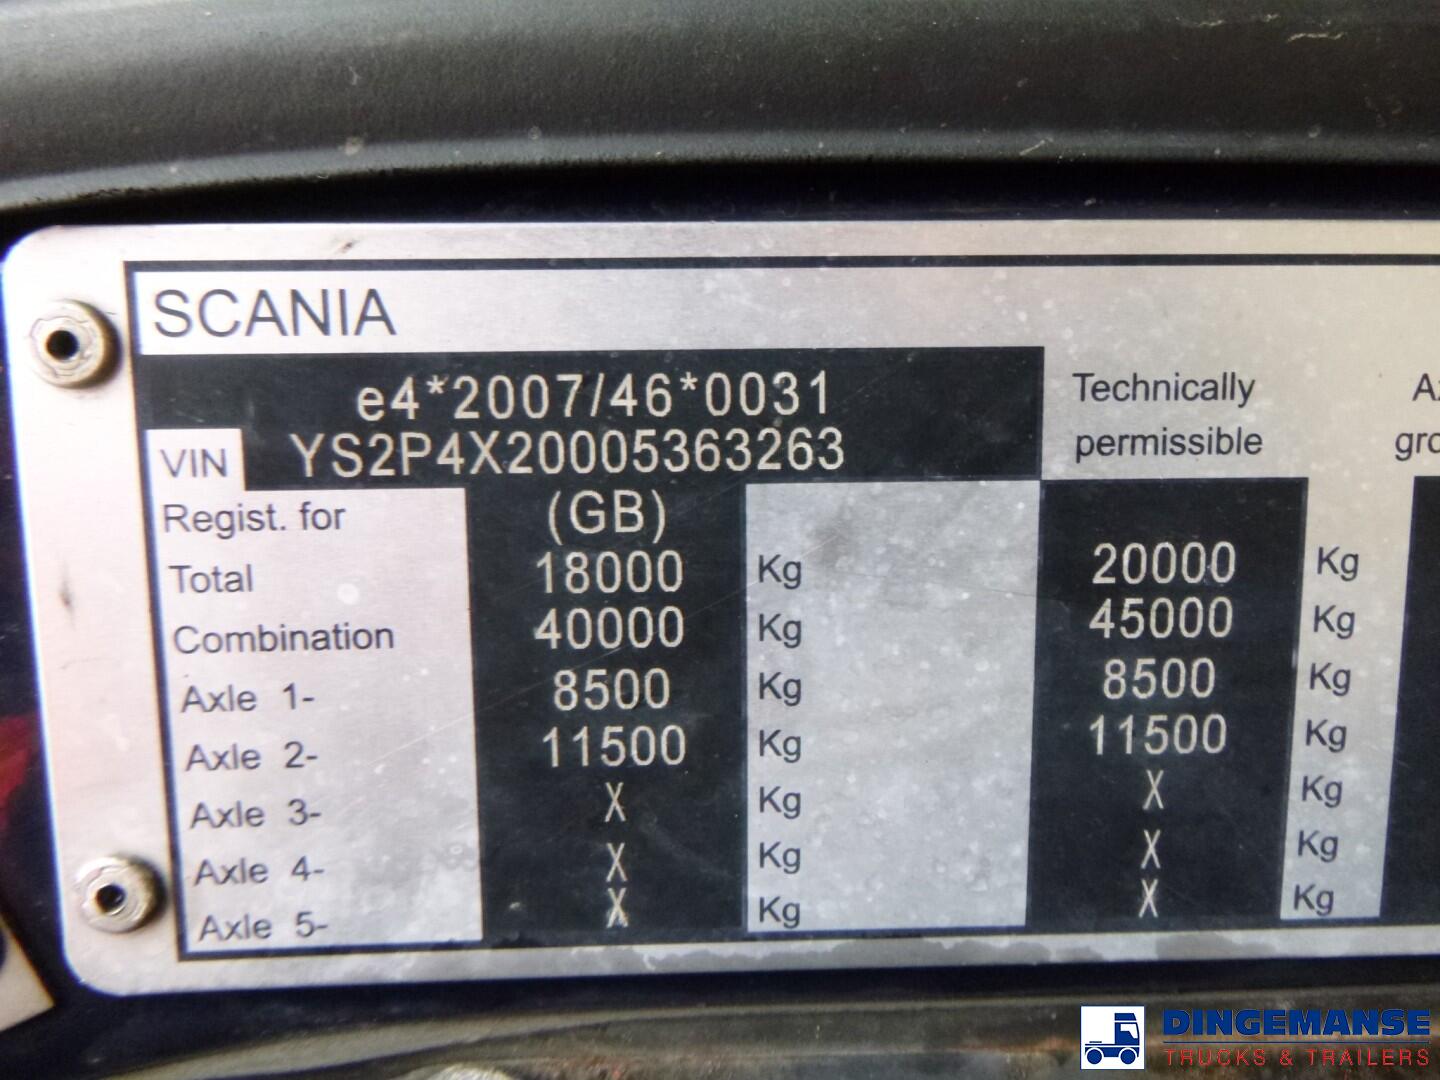 SCANIA
e4*2007/46*0031
VIN YS2P4X20005363263
Technically
permissible
Regist. for (GB)
Total 18000 Kg 20000 Kg
Combination 40000 Kg 45000 Kg
Axle 1- 8500 Kg 8500 Kg
Axle 2- 11500 Kg 11500 Kg
Axle 3- X Kg X Kg
Axle 4- X Kg X Kg
Axle 5- X Kg X Kg
DINGEMANSE
TRUCKS & TRAILERS